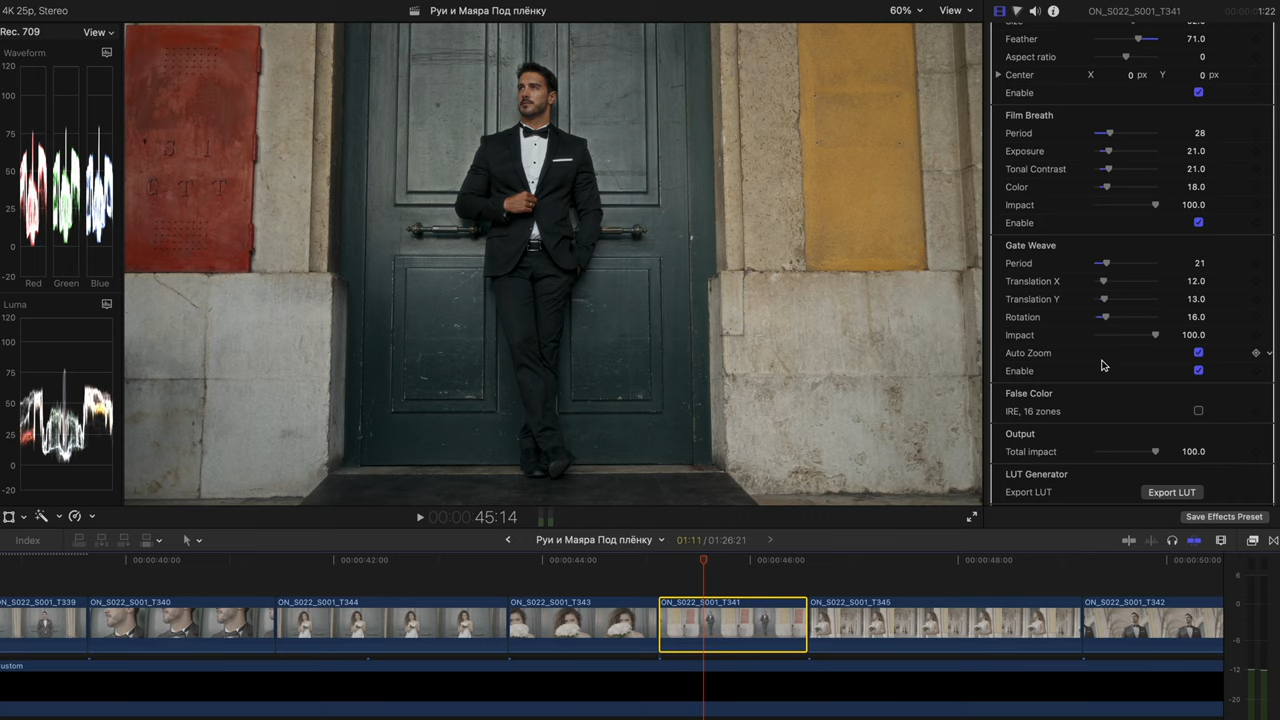 4K 25p, Stereo
Руи и Маяра Под плёнку
60%
View
ON_S022_S001_T341
1:22
Rec. 709
View
Waveform
120
100
75
50
25
0
-20
Red
Green
Blue
Luma
120
100
75
50
25
0
-20
S I
G T T
Feather
71.0
Aspect ratio
0
Center
X
0 px
Y
0 px
Enable
Film Breath
Period
28
Exposure
21.0
Tonal Contrast
21.0
Color
18.0
Impact
100.0
Enable
Gate Weave
Period
21
Translation X
12.0
Translation Y
13.0
Rotation
16.0
Impact
100.0
Auto Zoom
Enable
False Color
IRE, 16 zones
Output
Total impact
100.0
LUT Generator
Export LUT
Export LUT
00:00 45:14
Save Effects Preset
Index
Руи и Маяра Под плёнку
01:11 / 01:26:21
00:00:40:00
00:00:42:00
00:00:44:00
00:00:46:00
00:00:48:00
00:00:50:00
ON_S022_S001_T339
ON_S022_S001_T340
ON_S022_S001_T344
ON_S022_S001_T343
ON_S022_S001_T341
ON_S022_S001_T345
ON_S022_S001_T342
ustom
6
0
-6
-12
-20